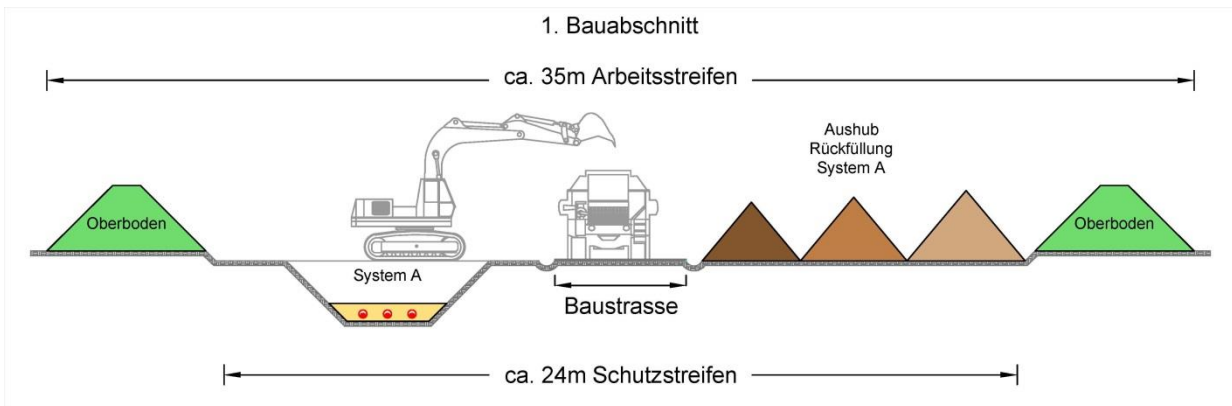 1. Bauabschnitt
ca. 35m Arbeitsstreifen
Aushub
Rückfüllung
System A
Oberboden
Oberboden
System A
Baustrasse
ca. 24m Schutzstreifen